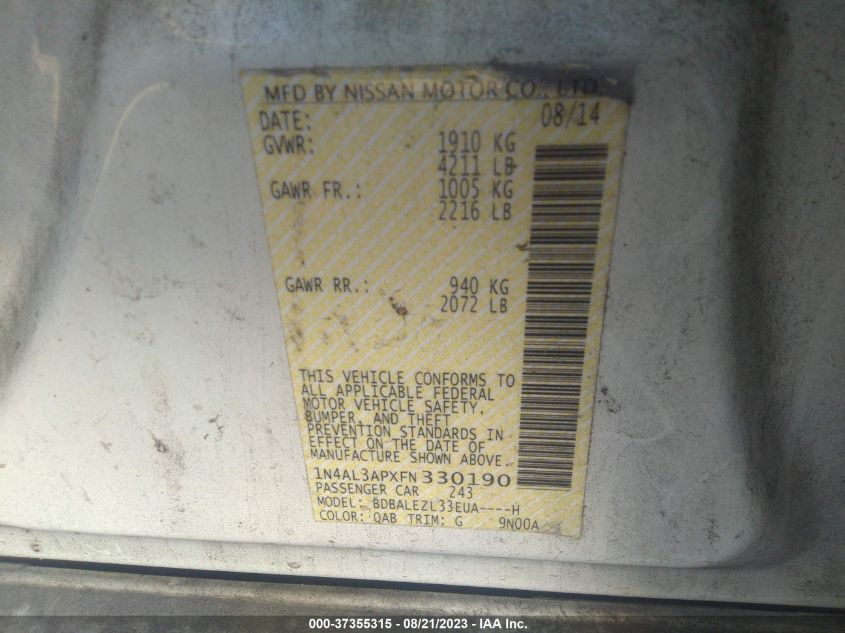 MFD BY NISSAN MOTOR CO., LTD.
DATE: 08/14
GVWR: 1910 KG
4211 LB
GAWR FR.: 1005 KG
2216 LB
GAWR RR.: 940 KG
2072 LB
THIS VEHICLE CONFORMS TO
ALL APPLICABLE FEDERAL
MOTOR VEHICLE SAFETY,
BUMPER, AND THEFT
PREVENTION STANDARDS IN
EFFECT ON THE DATE OF
MANUFACTURE SHOWN ABOVE.
1N4AL3APXFN330190
PASSENGER CAR 243
MODEL: BDBALEZL33EUA----H
COLOR: QAB TRIM: G 9N00A
000-37355315 - 08/21/2023 - IAA Inc.